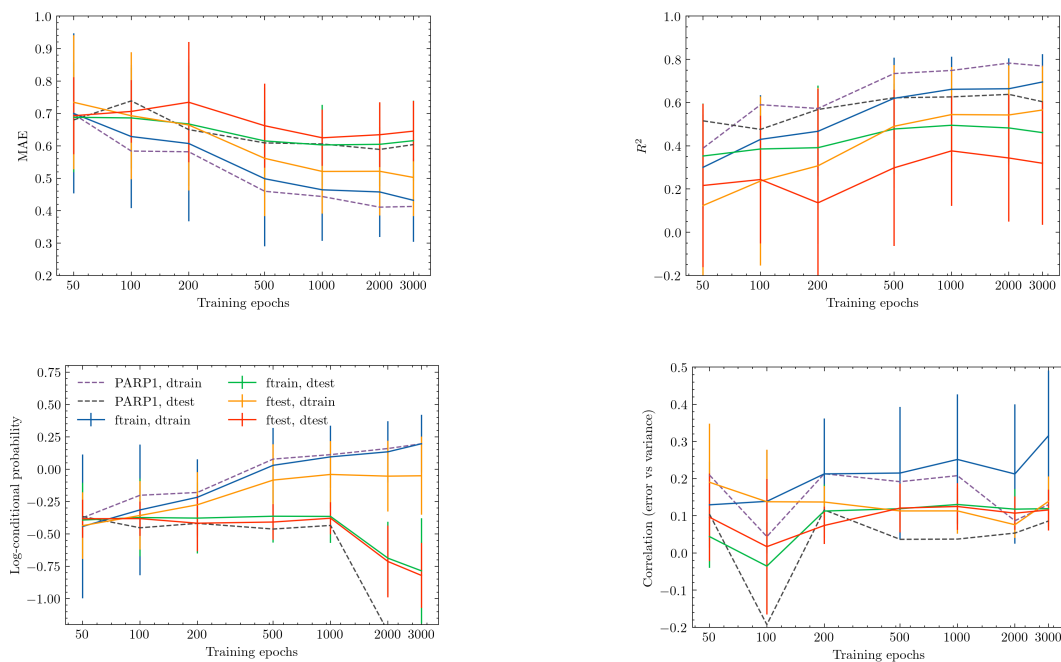 1.0
0.9
0.8
0.7
0.6
0.5
0.4
0.3
0.2
MAE
50 100 200 500 1000 2000 3000
Training epochs
1.0
0.8
0.6
0.4
0.2
0.0
−0.2
R²
50 100 200 500 1000 2000 3000
Training epochs
0.75
0.50
0.25
0.00
−0.25
−0.50
−0.75
−1.00
Log-conditional probability
PARP1, dtrain
PARP1, dtest
ftrain, dtrain
ftrain, dtest
ftest, dtrain
ftest, dtest
50 100 200 500 1000 2000 3000
Training epochs
0.5
0.4
0.3
0.2
0.1
0.0
−0.1
−0.2
Correlation (error vs variance)
50 100 200 500 1000 2000 3000
Training epochs